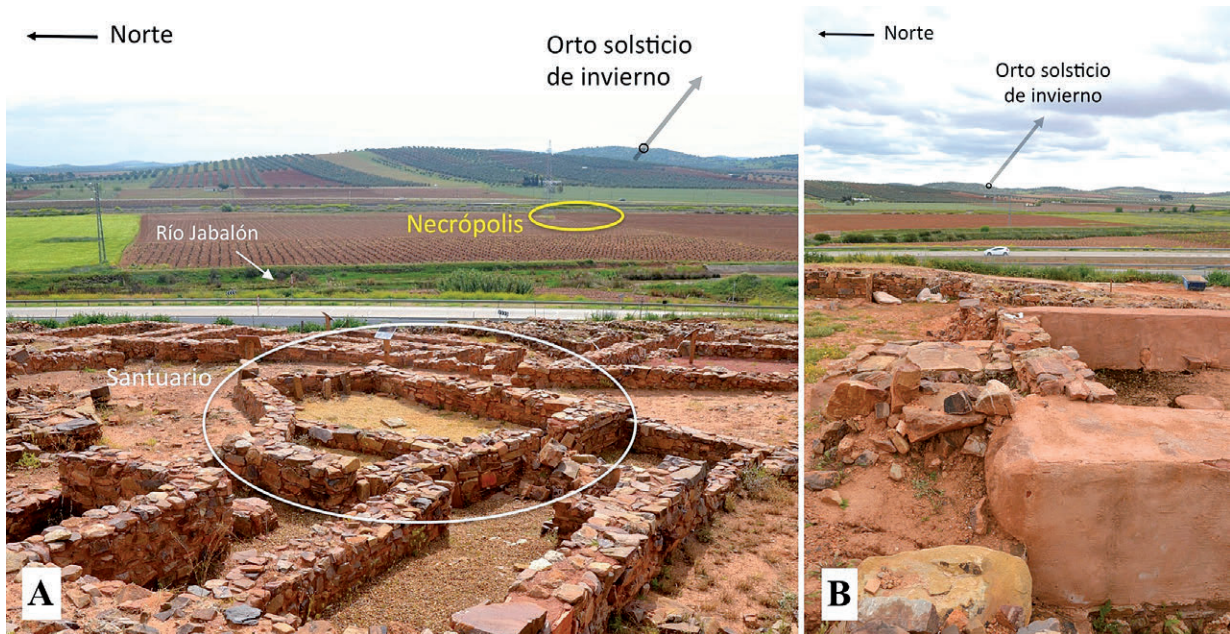 Norte
Orto solsticio
de invierno
Necrópolis
Río Jabalón
Santuario
A
Norte
Orto solsticio
de invierno
B